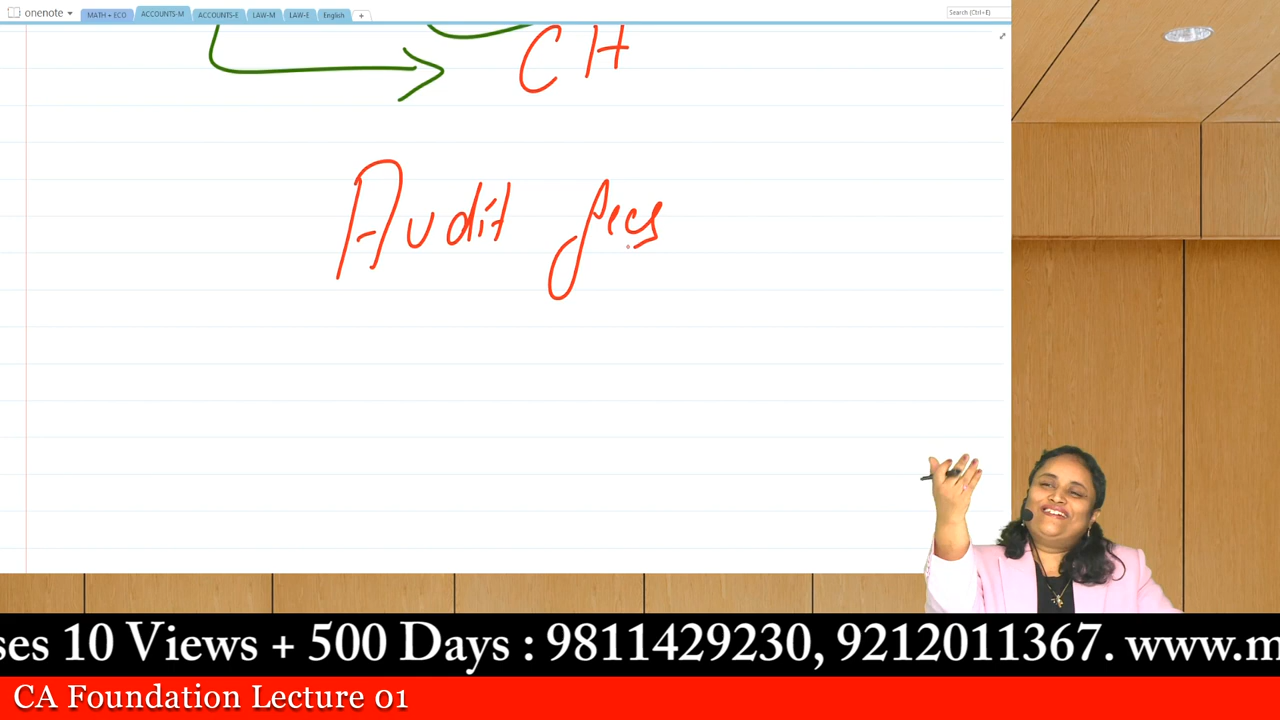 onenote MATH + ECO ACCOUNTS-M ACCOUNTS-E LAW-M LAW-E English + Search (Ctrl+E)
CH
Audit fees
ses 10 Views + 500 Days : 9811429230, 9212011367. www.m
CA Foundation Lecture 01